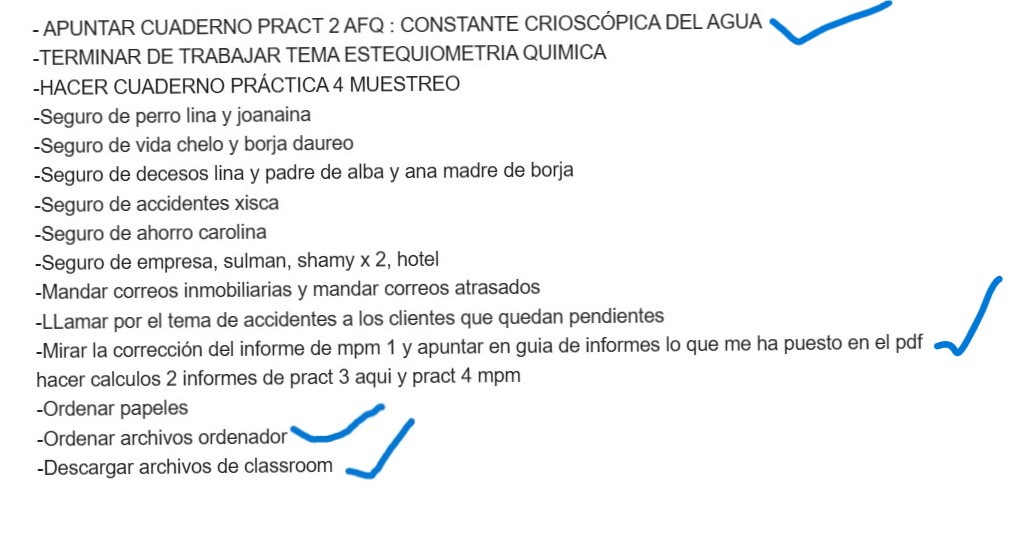 - APUNTAR CUADERNO PRACT 2 AFQ : CONSTANTE CRIOSCÓPICA DEL AGUA
-TERMINAR DE TRABAJAR TEMA ESTEQUIOMETRIA QUIMICA
-HACER CUADERNO PRÁCTICA 4 MUESTREO
-Seguro de perro lina y joanaina
-Seguro de vida chelo y borja daureo
-Seguro de decesos lina y padre de alba y ana madre de borja
-Seguro de accidentes xisca
-Seguro de ahorro carolina
-Seguro de empresa, sulman, shamy x 2, hotel
-Mandar correos inmobiliarias y mandar correos atrasados
-LLamar por el tema de accidentes a los clientes que quedan pendientes
-Mirar la corrección del informe de mpm 1 y apuntar en guia de informes lo que me ha puesto en el pdf
hacer calculos 2 informes de pract 3 aqui y pract 4 mpm
-Ordenar papeles
-Ordenar archivos ordenador
-Descargar archivos de classroom